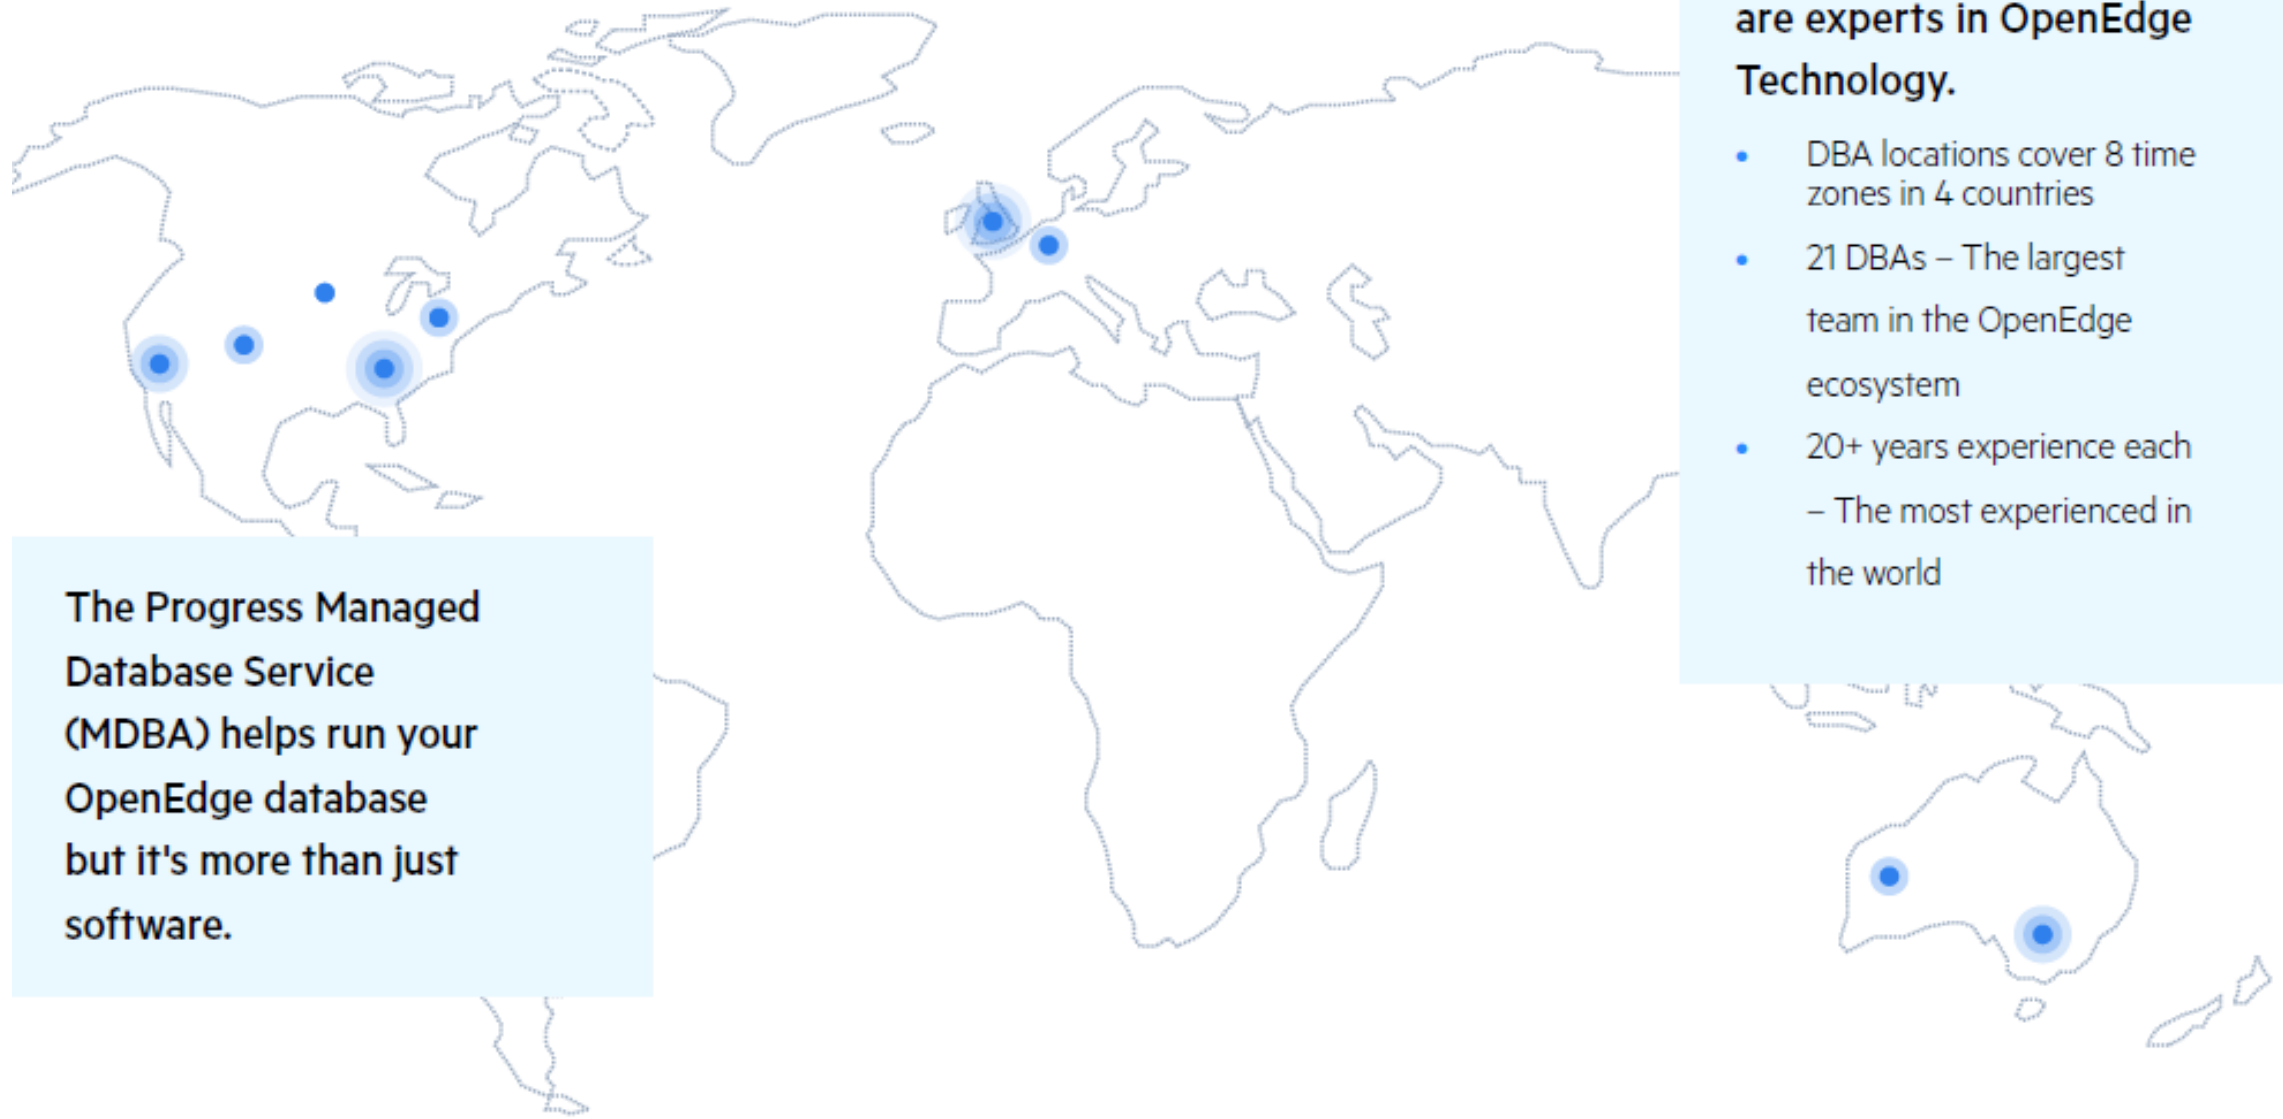 are experts in OpenEdge
Technology.
DBA locations cover 8 time
zones in 4 countries
21 DBAs – The largest
team in the OpenEdge
ecosystem
20+ years experience each
– The most experienced in
the world
The Progress Managed
Database Service
(MDBA) helps run your
OpenEdge database
but it's more than just
software.